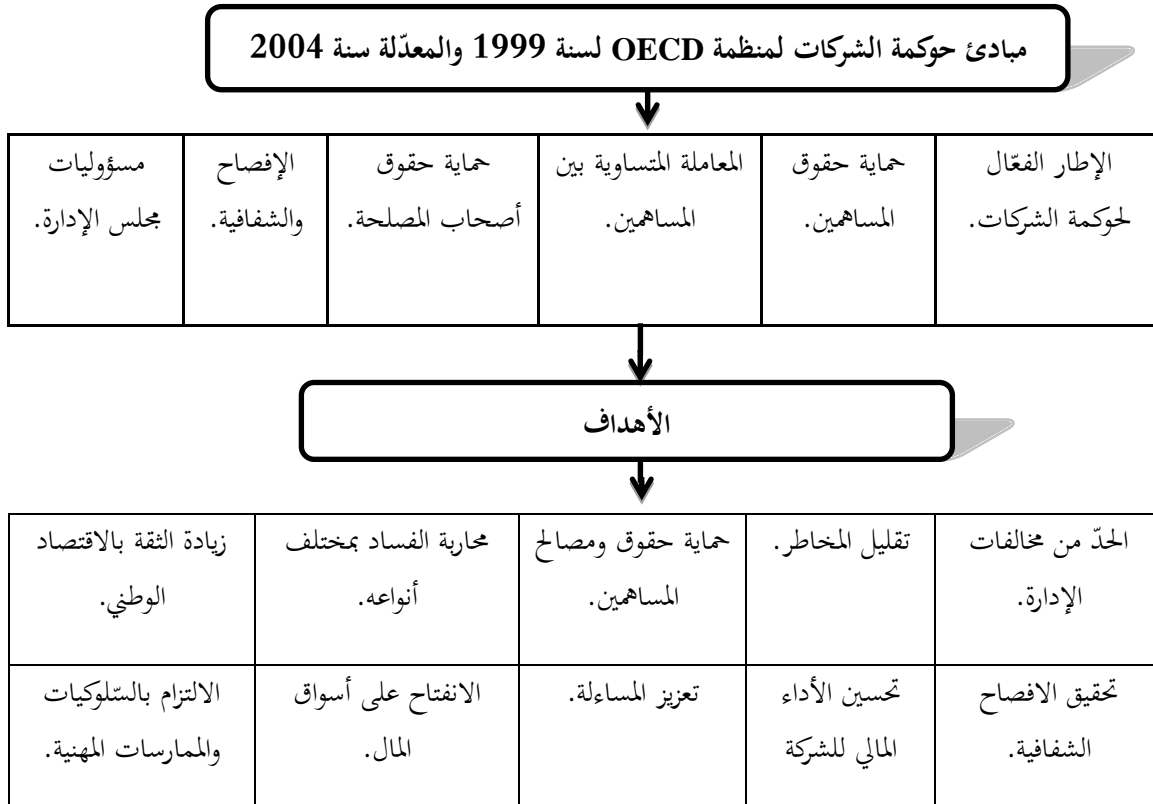 مبادئ حوكمة الشركات لمنظمة OECD لسنة 1999 والمعدّلة سنة 2004
الإطار الفعّال
لحوكمة الشركات.
حماية حقوق
المساهمين.
المعاملة المتساوية بين
المساهمين.
حماية حقوق
أصحاب المصلحة.
الإفصاح
والشفافية.
مسؤوليات
مجلس الإدارة.
الأهداف
الحدّ من مخالفات
الإدارة.
تقليل المخاطر.
حماية حقوق ومصالح
المساهمين.
محاربة الفساد بمختلف
أنواعه.
زيادة الثقة بالاقتصاد
الوطني.
تحقيق الافصاح
الشفافية.
تحسين الأداء
المالي للشركة
تعزيز المساءلة.
الانفتاح على أسواق
المال.
الالتزام بالسّلوكيات
والممارسات المهنية.